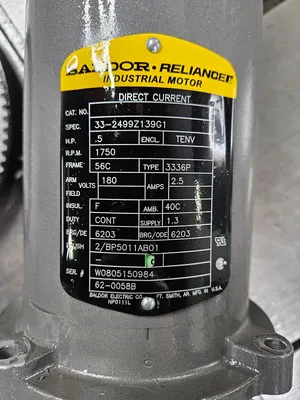 BALDOR · RELIANCE
INDUSTRIAL MOTOR
DIRECT CURRENT
CAT. NO.
SPEC. 33-2499Z139G1
H.P. .5 ENCL. TENV
R.P.M. 1750
FRAME 56C TYPE 3336P
ARM VOLTS 180 AMPS 2.5
FIELD
INSUL. F AMB. 40C
DUTY CONT SUPPLY 1.3
BRG/DE 6203 BRG/ODE 6203
BRUSH 2/BP5011AB01
-
SER.# W0805150984
62-0058B
BALDOR ELECTRIC CO. FT. SMITH, AR. MFG. IN U.S.A.
NP0111L